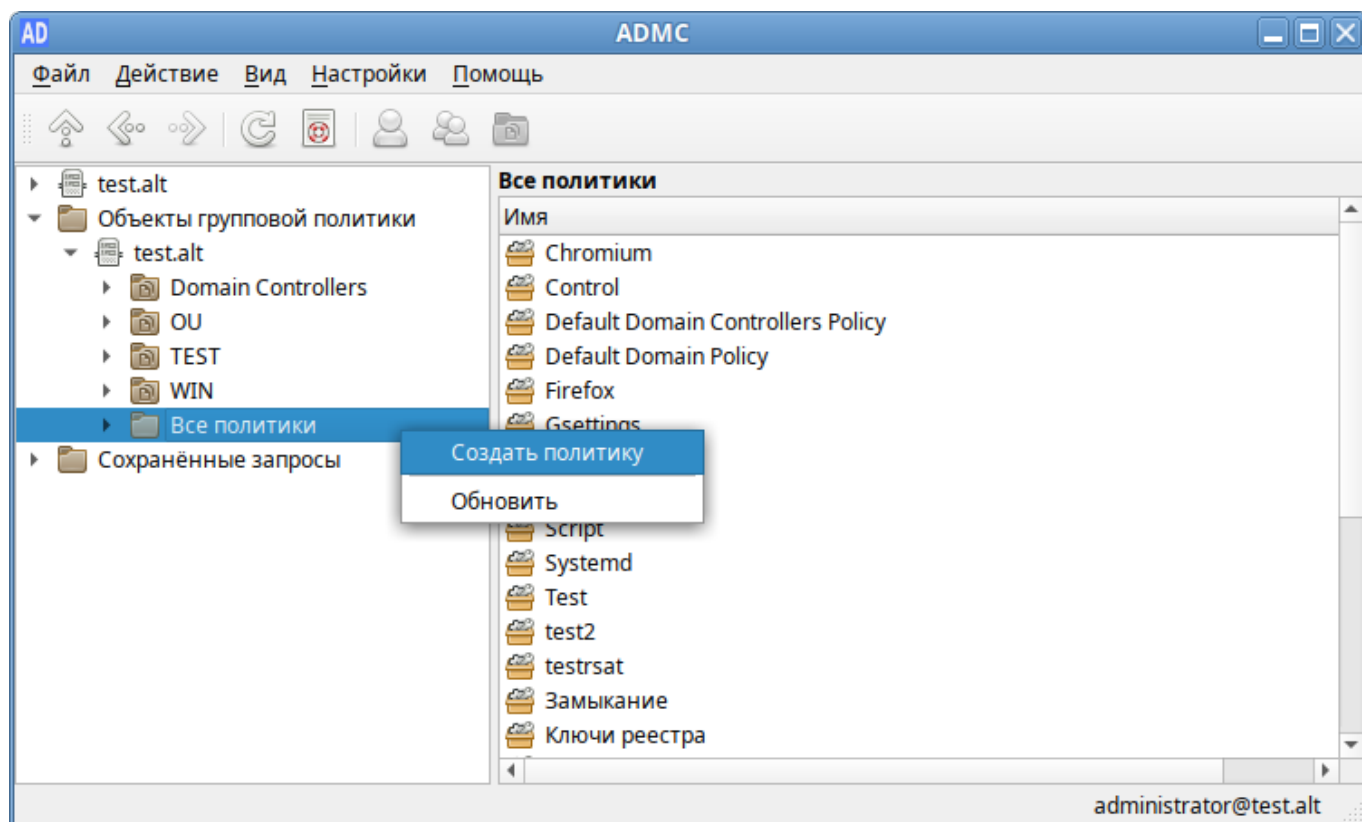 AD
ADMC
Файл Действие Вид Настройки Помощь
test.alt
Объекты групповой политики
test.alt
Domain Controllers
OU
TEST
WIN
Все политики
Сохранённые запросы
Все политики
Имя
Chromium
Control
Default Domain Controllers Policy
Default Domain Policy
Firefox
Gsettings
Создать политику
Обновить
Script
Systemd
Test
test2
testrsat
Замыкание
Ключи реестра
administrator@test.alt